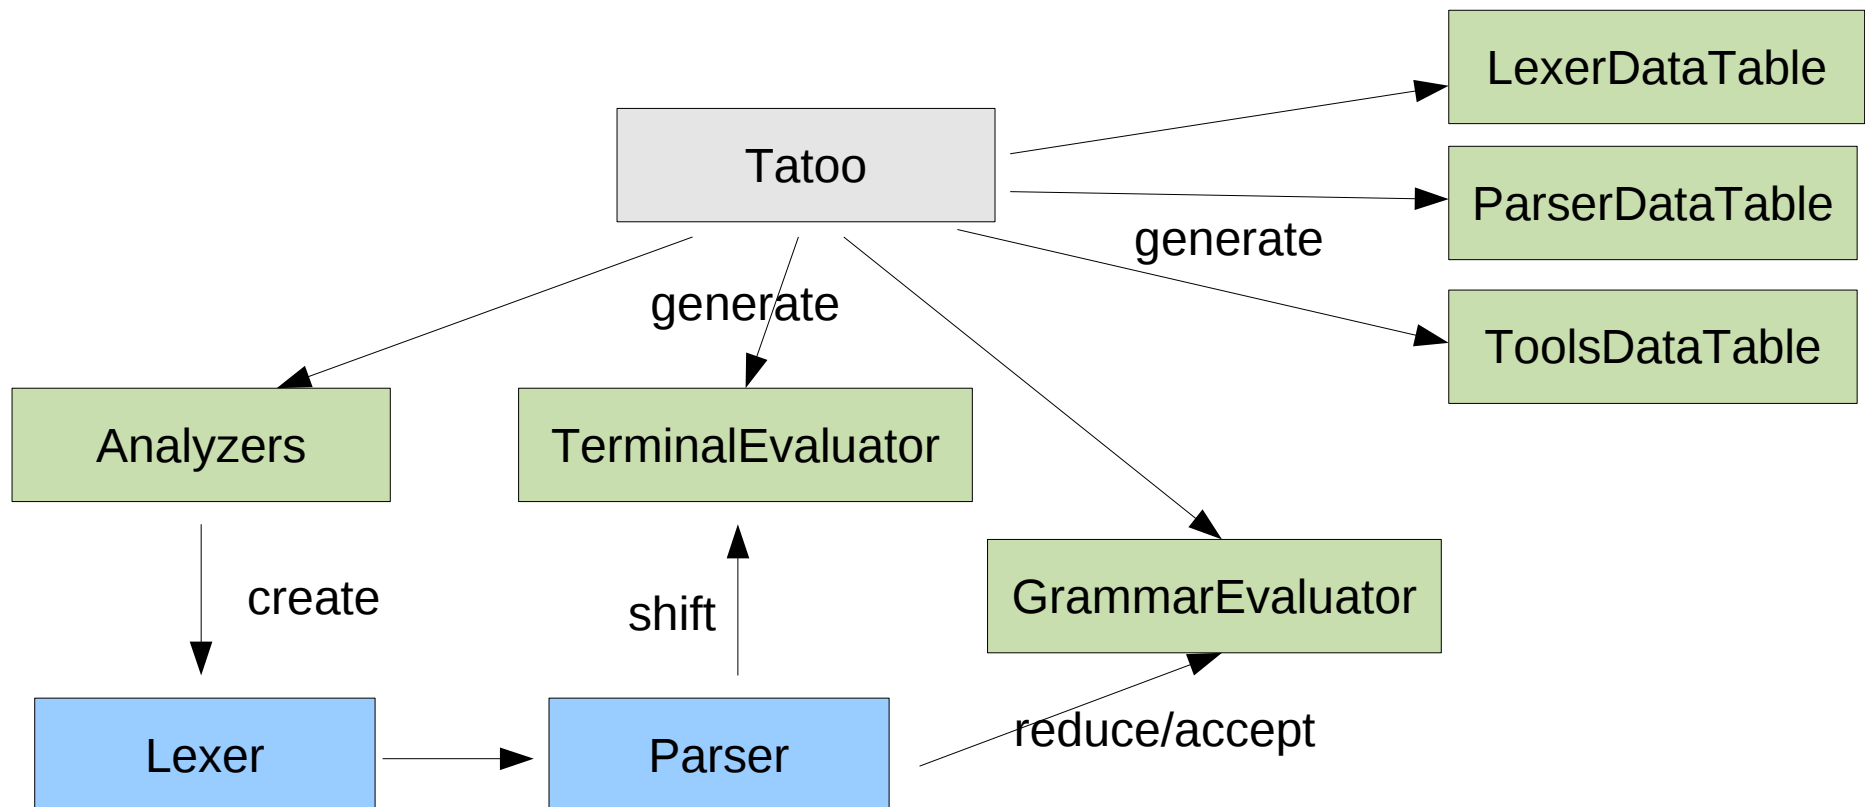 LexerDataTable
Tatoo
ParserDataTable
generate
generate
ToolsDataTable
Analyzers
TerminalEvaluator
create
shift
GrammarEvaluator
reduce/accept
Lexer
Parser